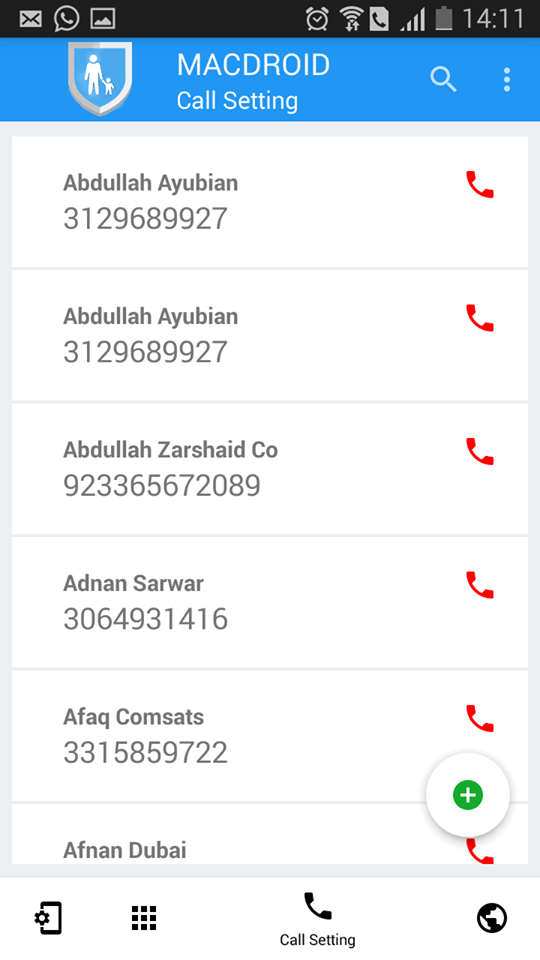 14:11
MACDROID
Call Setting
Abdullah Ayubian
3129689927
Abdullah Ayubian
3129689927
Abdullah Zarshaid Co
923365672089
Adnan Sarwar
3064931416
Afaq Comsats
3315859722
Afnan Dubai
Call Setting